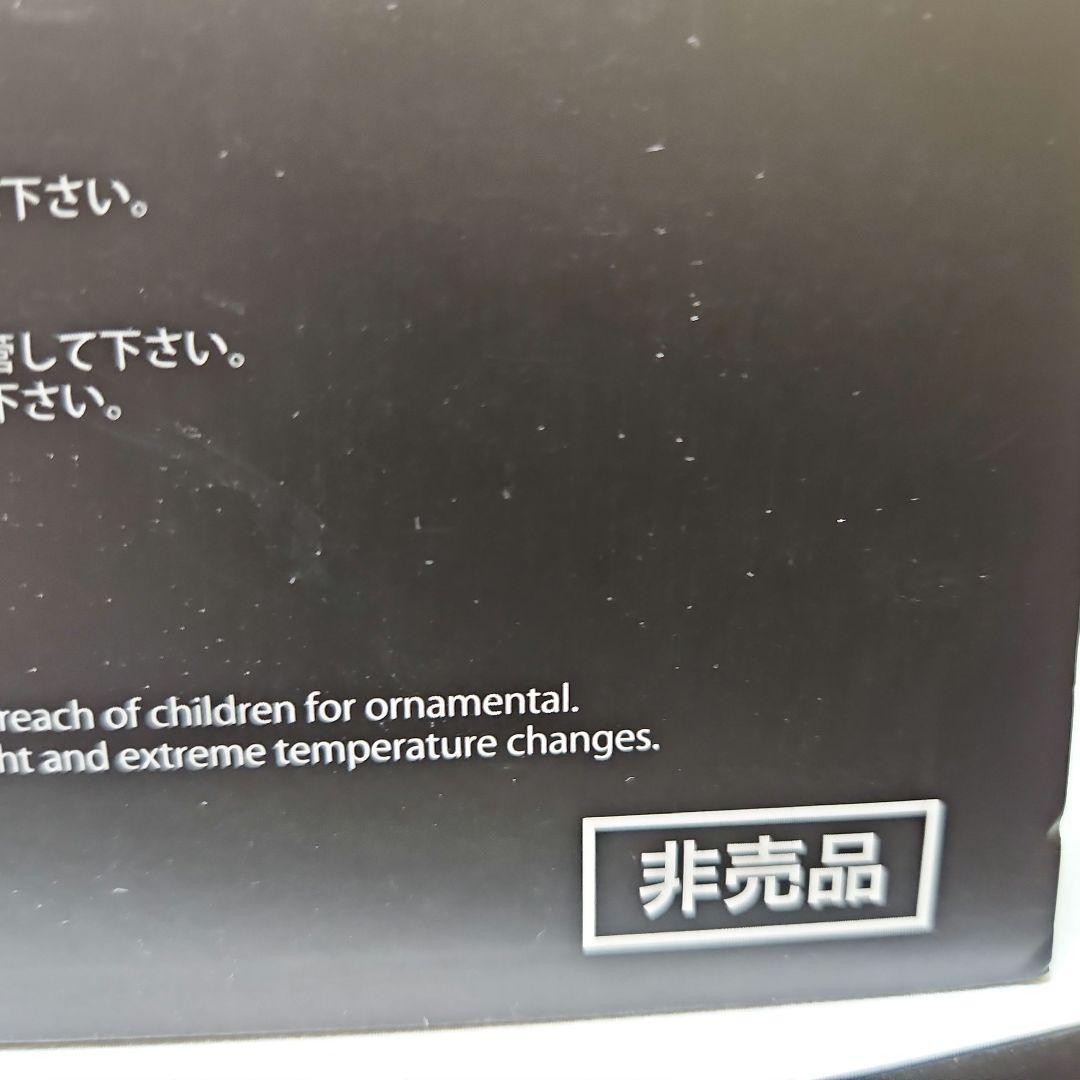 下さい。
管して下さい。
下さい。
reach of children for ornamental.
ht and extreme temperature changes.
非売品